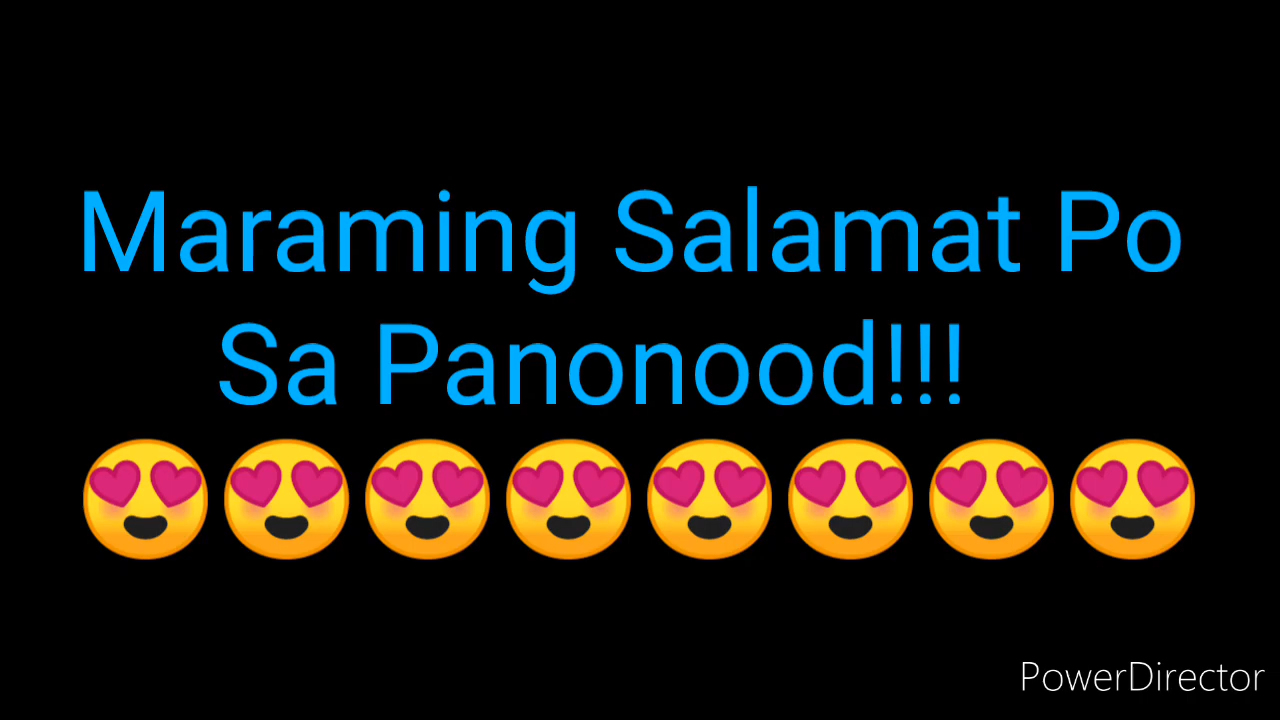 Maraming Salamat Po
Sa Panonood!!!
😍😍😍😍😍😍😍😍
PowerDirector